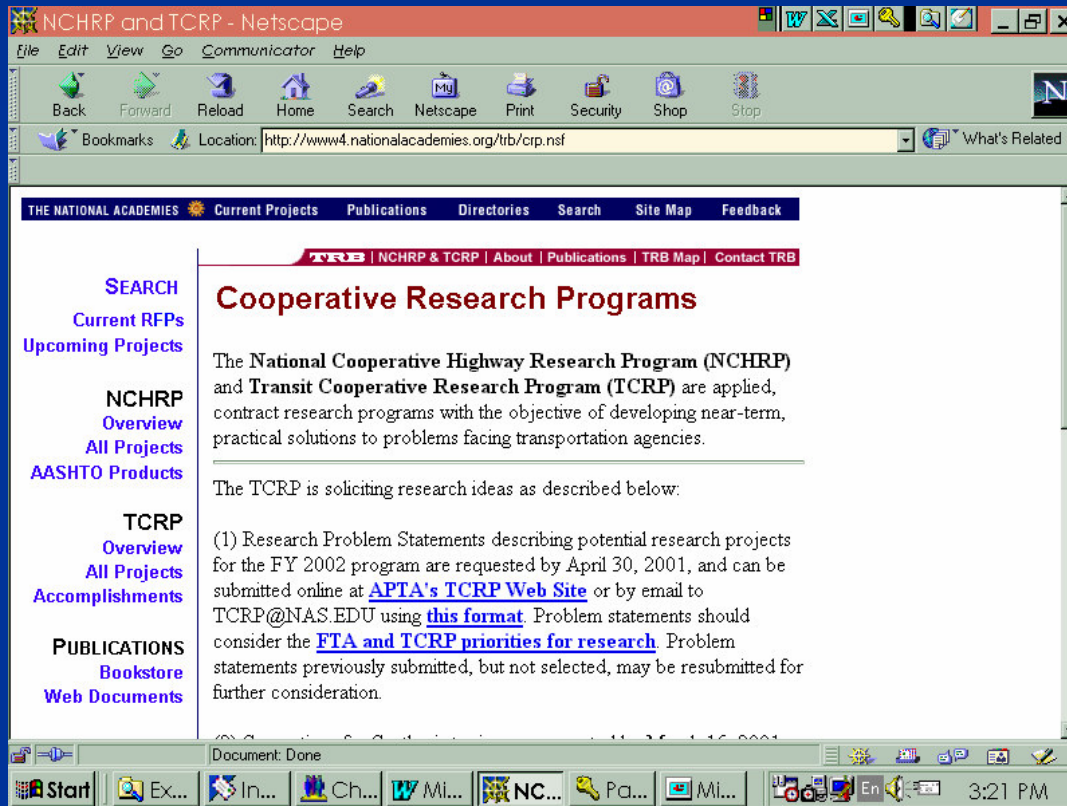 NCHRP and TCRP - Netscape
File Edit View Go Communicator Help
Back Forward Reload Home Search Netscape Print Security Shop Stop
Bookmarks Location: http://www4.nationalacademies.org/trb/crp.nsf What's Related
THE NATIONAL ACADEMIES Current Projects Publications Directories Search Site Map Feedback
TRB | NCHRP & TCRP | About | Publications | TRB Map | Contact TRB
SEARCH
Current RFPs
Upcoming Projects
NCHRP
Overview
All Projects
AASHTO Products
TCRP
Overview
All Projects
Accomplishments
PUBLICATIONS
Bookstore
Web Documents
Cooperative Research Programs
The National Cooperative Highway Research Program (NCHRP)
and Transit Cooperative Research Program (TCRP) are applied,
contract research programs with the objective of developing near-term,
practical solutions to problems facing transportation agencies.
The TCRP is soliciting research ideas as described below:
(1) Research Problem Statements describing potential research projects
for the FY 2002 program are requested by April 30, 2001, and can be
submitted online at APTA's TCRP Web Site or by email to
TCRP@NAS.EDU using this format. Problem statements should
consider the FTA and TCRP priorities for research. Problem
statements previously submitted, but not selected, may be resubmitted for
further consideration.
Document: Done
Start Ex... In... Ch... Mi... NC... Pa... Mi... En 3:21 PM